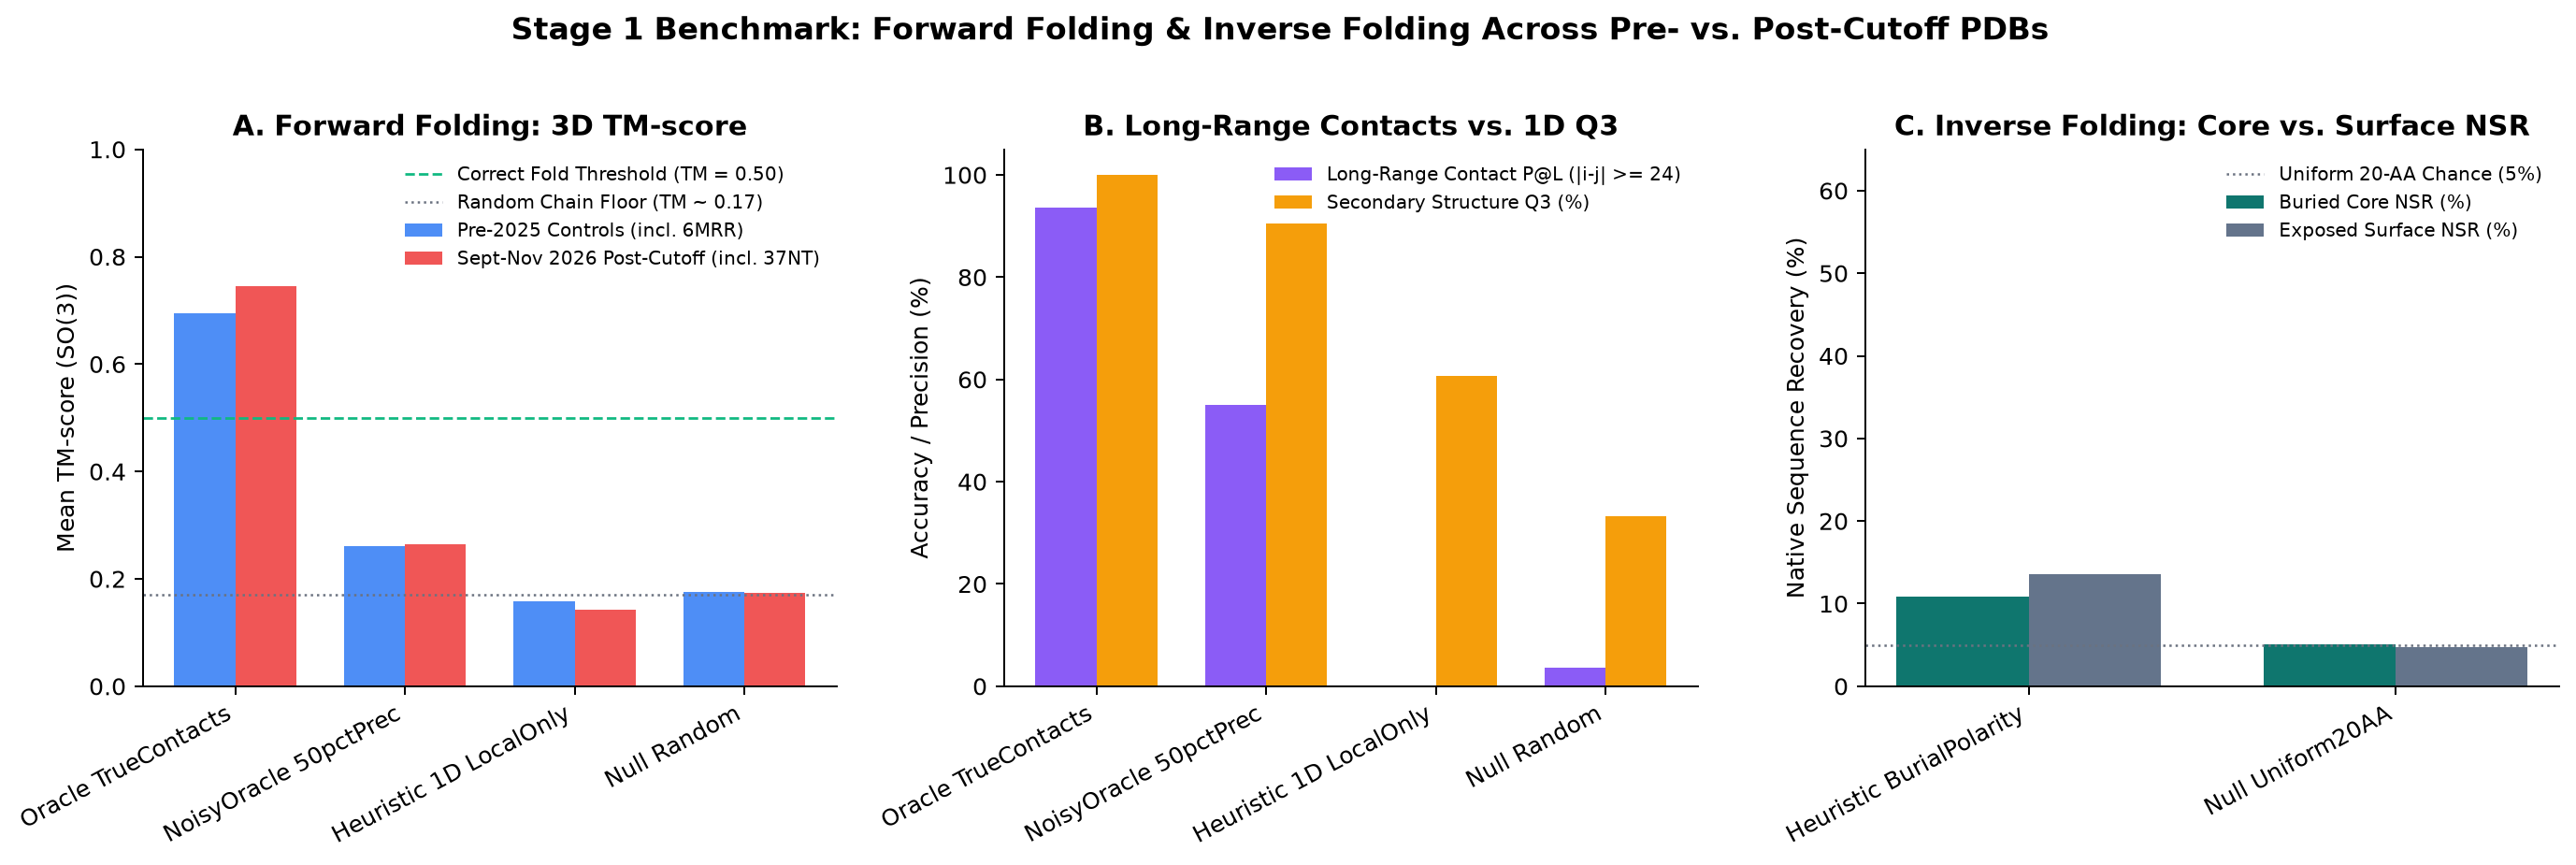 Stage 1 Benchmark: Forward Folding & Inverse Folding Across Pre- vs. Post-Cutoff PDBs
A. Forward Folding: 3D TM-score
Mean TM-score (SO(3))
1.0
0.8
0.6
0.4
0.2
0.0
Correct Fold Threshold (TM = 0.50)
Random Chain Floor (TM ~ 0.17)
Pre-2025 Controls (incl. 6MRR)
Sept-Nov 2026 Post-Cutoff (incl. 37NT)
Oracle TrueContacts
NoisyOracle 50pctPrec
Heuristic 1D LocalOnly
Null Random
B. Long-Range Contacts vs. 1D Q3
Accuracy / Precision (%)
100
80
60
40
20
0
Long-Range Contact P@L (|i-j| >= 24)
Secondary Structure Q3 (%)
Oracle TrueContacts
NoisyOracle 50pctPrec
Heuristic 1D LocalOnly
Null Random
C. Inverse Folding: Core vs. Surface NSR
Native Sequence Recovery (%)
60
50
40
30
20
10
0
Uniform 20-AA Chance (5%)
Buried Core NSR (%)
Exposed Surface NSR (%)
Heuristic BurialPolarity
Null Uniform20AA